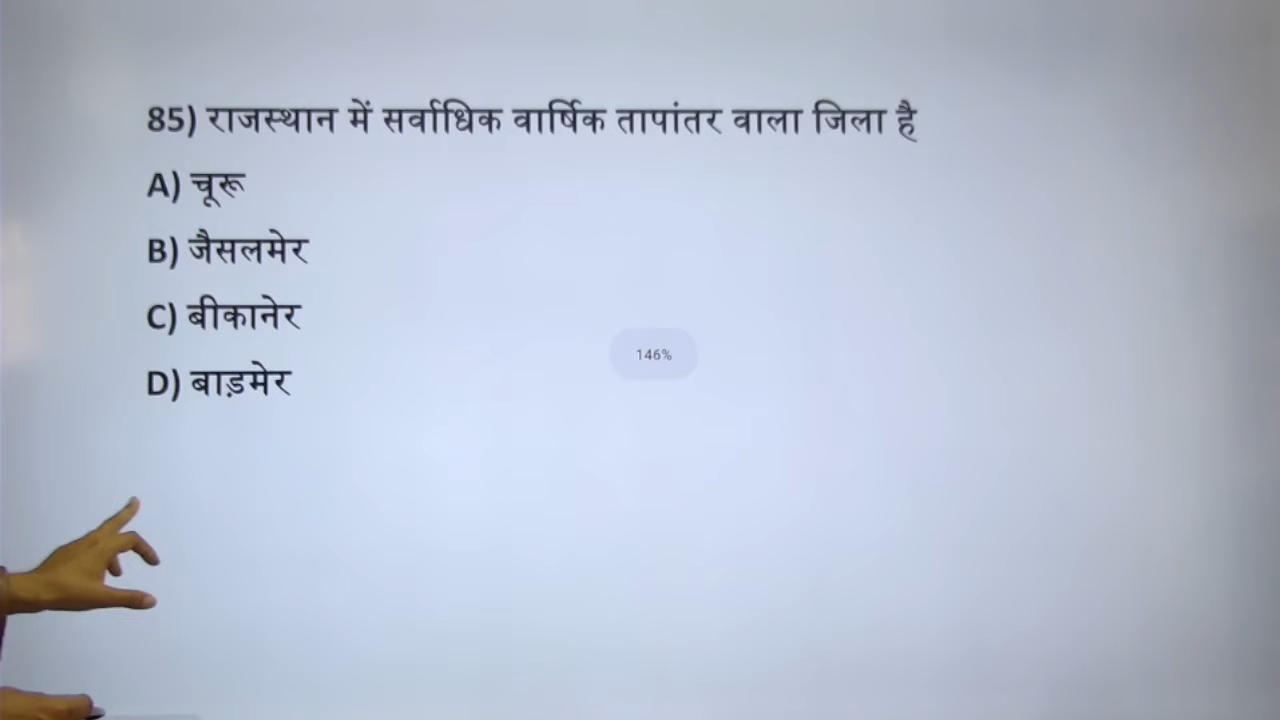 85) राजस्थान में सर्वाधिक वार्षिक तापांतर वाला जिला है
A) चूरू
B) जैसलमेर
C) बीकानेर
146%
D) बाड़मेर